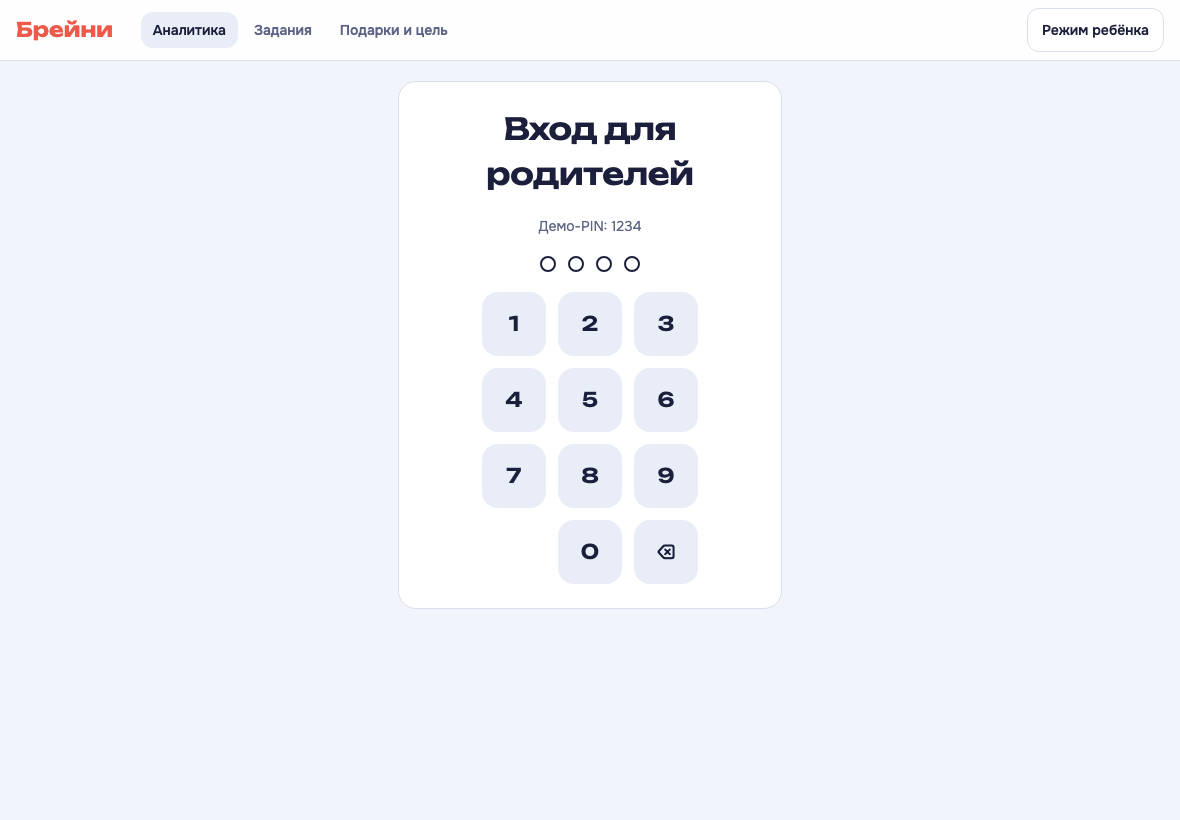 Брейни
Аналитика
Задания
Подарки и цель
Режим ребёнка
Вход для
родителей
Демо-PIN: 1234
1
2
3
4
5
6
7
8
9
0